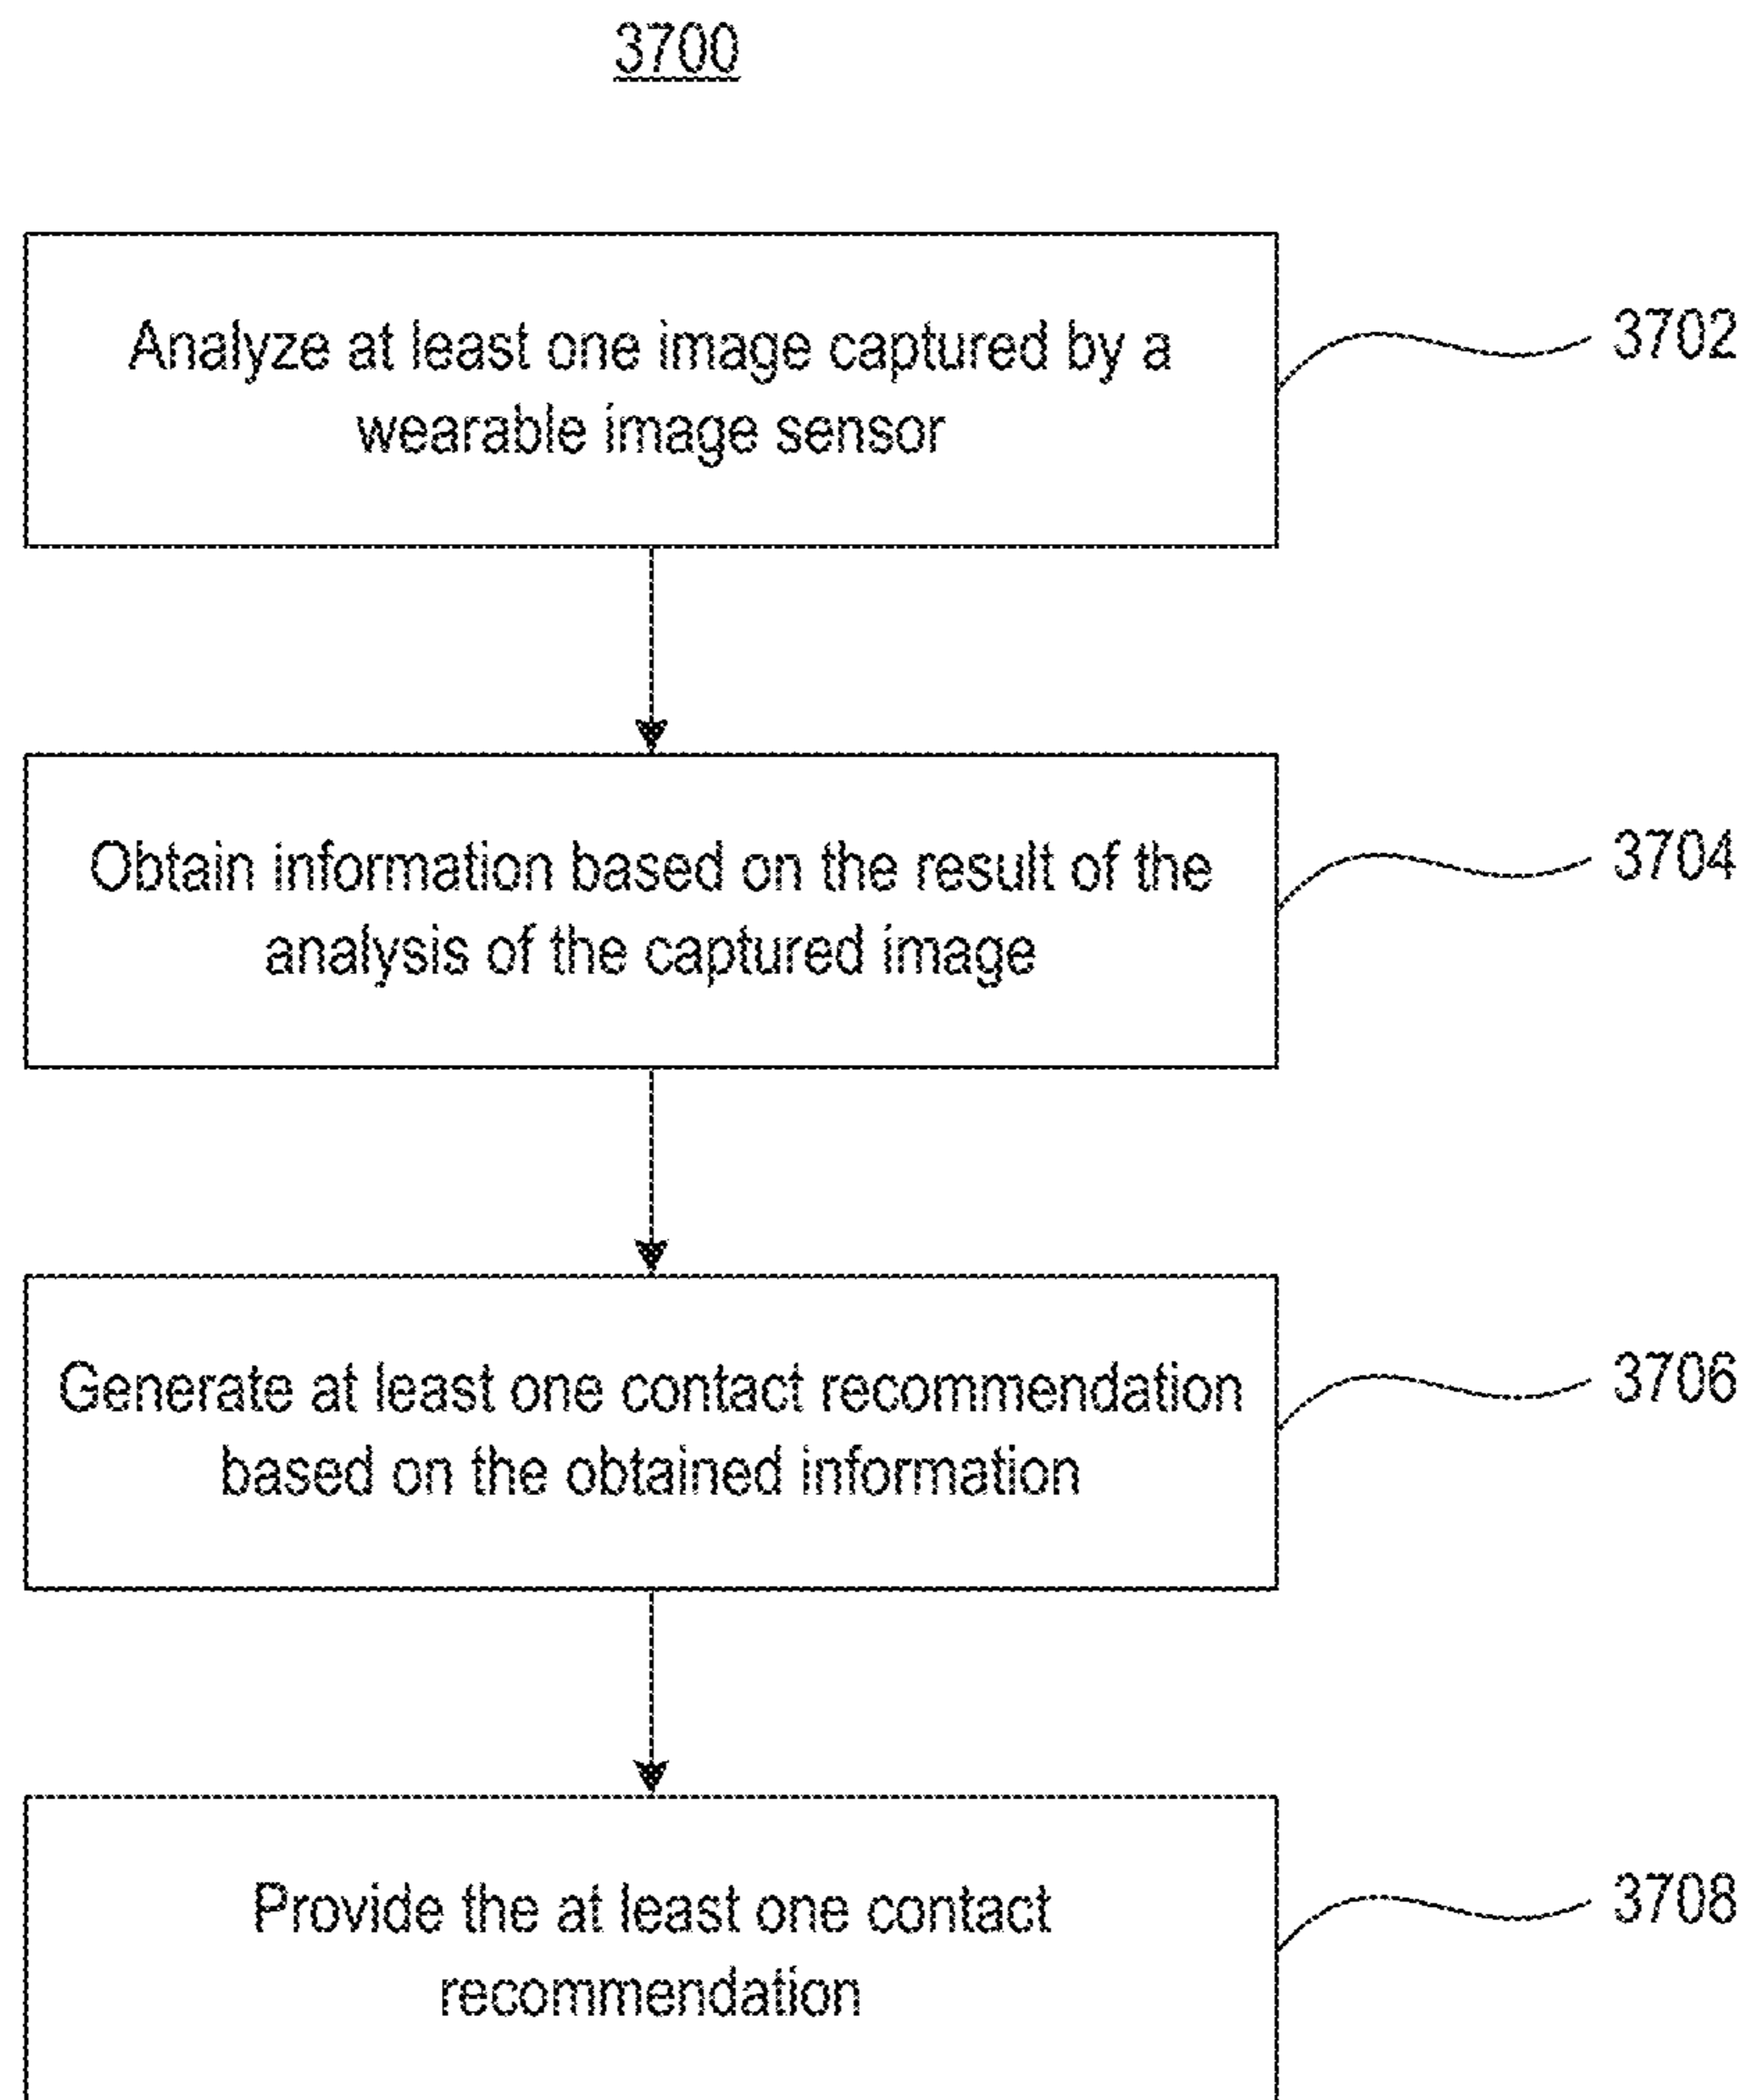 3700
Analyze at least one image captured by a
wearable image sensor
3702
Obtain information based on the result of the
analysis of the captured image
3704
Generate at least one contact recommendation
based on the obtained information
3706
Provide the at least one contact
recommendation
3708